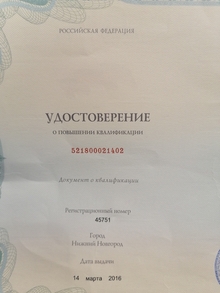 РОССИЙСКАЯ ФЕДЕРАЦИЯ
УДОСТОВЕРЕНИЕ
О ПОВЫШЕНИИ КВАЛИФИКАЦИИ
521800021402
Документ о квалификации
Регистрационный номер
45751
Город
Нижний Новгород
Дата выдачи
14 марта 2016